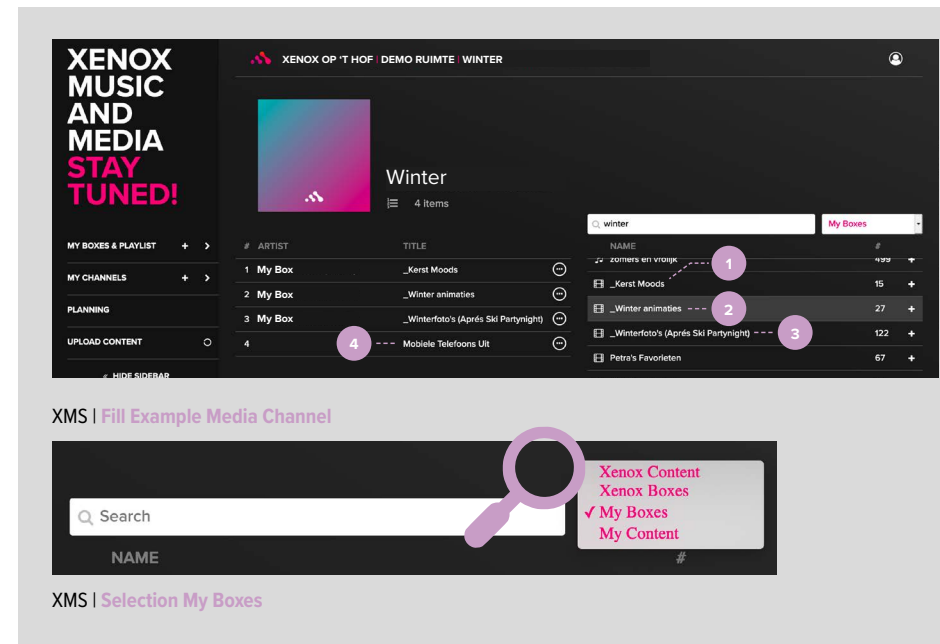 XENOX
MUSIC
AND
MEDIA
STAY
TUNED!
XENOX OP 'T HOF | DEMO RUIMTE | WINTER
Winter
4 items
winter
My Boxes
MY BOXES & PLAYLIST + >
MY CHANNELS + >
PLANNING
UPLOAD CONTENT
« HIDE SIDEBAR
# ARTIST TITLE
1 My Box _Kerst Moods
2 My Box _Winter animaties
3 My Box _Winterfoto's (Aprés Ski Partynight)
4 4 Mobiele Telefoons Uit
NAME #
zomers en vrolijk 499 +
_Kerst Moods 1 15 +
_Winter animaties 2 27 +
_Winterfoto's (Aprés Ski Partynight) 3 122 +
Petra's Favorieten 67 +
XMS | Fill Example Media Channel
Search
Xenox Content
Xenox Boxes
✓ My Boxes
My Content
NAME #
XMS | Selection My Boxes